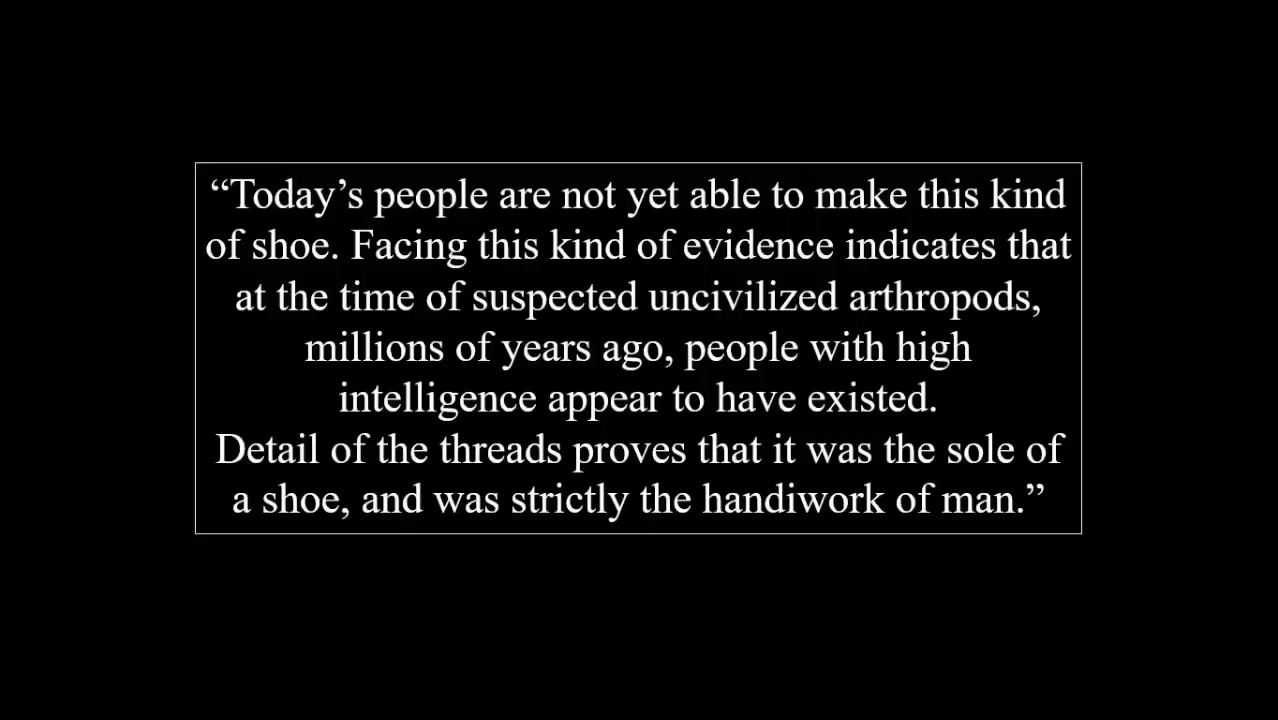 “Today’s people are not yet able to make this kind
of shoe. Facing this kind of evidence indicates that
at the time of suspected uncivilized arthropods,
millions of years ago, people with high
intelligence appear to have existed.
Detail of the threads proves that it was the sole of
a shoe, and was strictly the handiwork of man.”